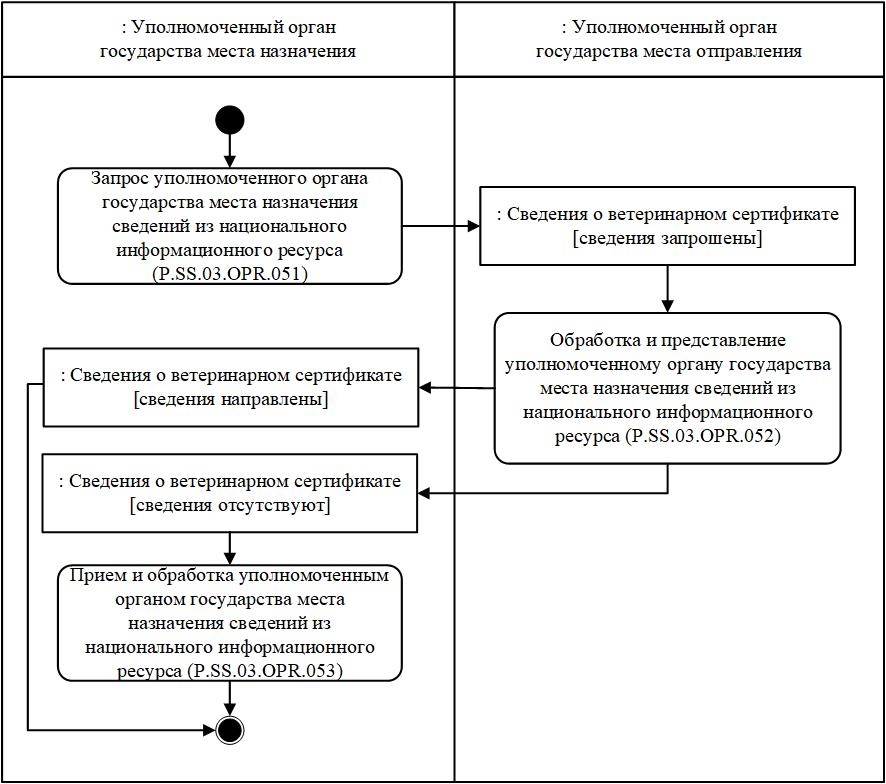 : Уполномоченный орган
государства места назначения
: Уполномоченный орган
государства места отправления
Запрос уполномоченного органа
государства места назначения
сведений из национального
информационного ресурса
(P.SS.03.OPR.051)
: Сведения о ветеринарном сертификате
[сведения запрошены]
Обработка и представление
уполномоченному органу государства
места назначения сведений из
национального информационного
ресурса (P.SS.03.OPR.052)
: Сведения о ветеринарном сертификате
[сведения направлены]
: Сведения о ветеринарном сертификате
[сведения отсутствуют]
Прием и обработка уполномоченным
органом государства места
назначения сведений из
национального информационного
ресурса (P.SS.03.OPR.053)